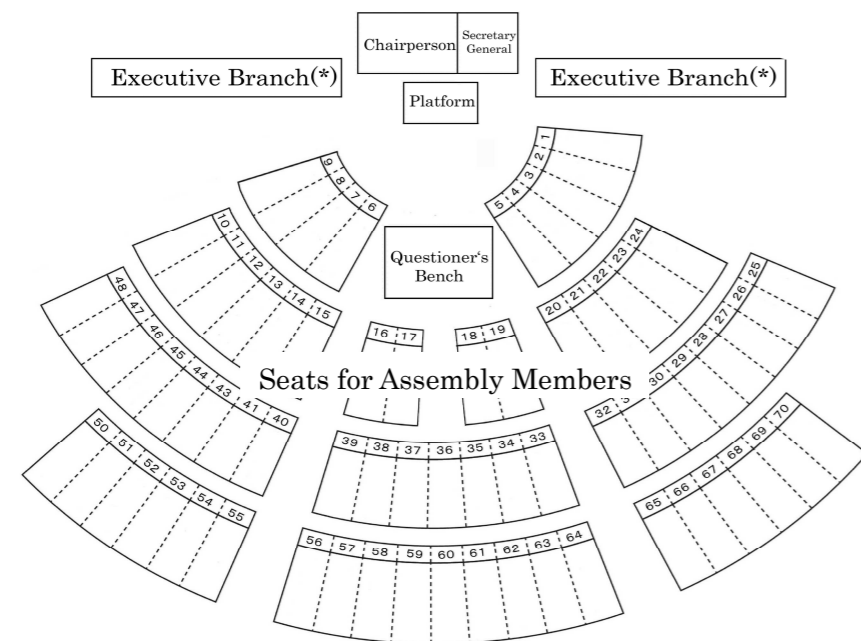 Chairperson
Secretary
General
Executive Branch(*)
Executive Branch(*)
Platform
9 8 7 6
5 4 3 2 1
Questioner's
Bench
10 11 12 13 14 15
16 17
18 19
20 21 22 23 24
Seats for Assembly Members
48 47 46 45 44 43 41 40
39 38 37 36 35 34 33
32 30 29 28 27 26 25
50 51 52 53 54 55
56 57 58 59 60 61 62 63 64
65 66 67 68 69 70